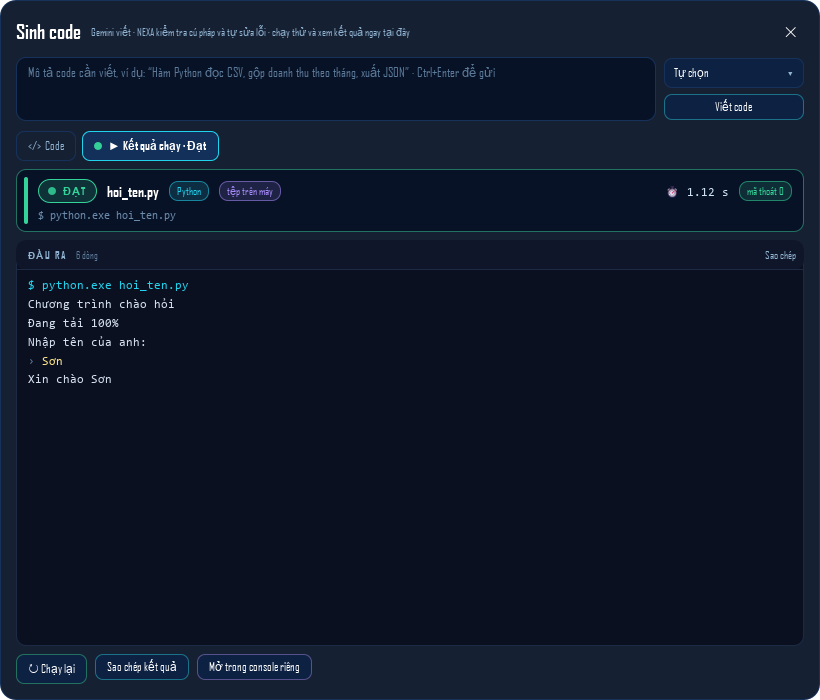 Sinh code Gemini viết · NEXA kiểm tra cú pháp và tự sửa lỗi · chạy thử và xem kết quả ngay tại đây
Mô tả code cần viết, ví dụ: "Hàm Python đọc CSV, gộp doanh thu theo tháng, xuất JSON" · Ctrl+Enter để gửi
Tự chọn
Viết code
</> Code
▶ Kết quả chạy · Đạt
ĐẠT hoi_ten.py Python tệp trên máy 1.12 s mã thoát 0
$ python.exe hoi_ten.py
ĐẦU RA 6 dòng Sao chép
$ python.exe hoi_ten.py
Chương trình chào hỏi
Đang tải 100%
Nhập tên của anh:
› Sơn
Xin chào Sơn
↻ Chạy lại
Sao chép kết quả
Mở trong console riêng